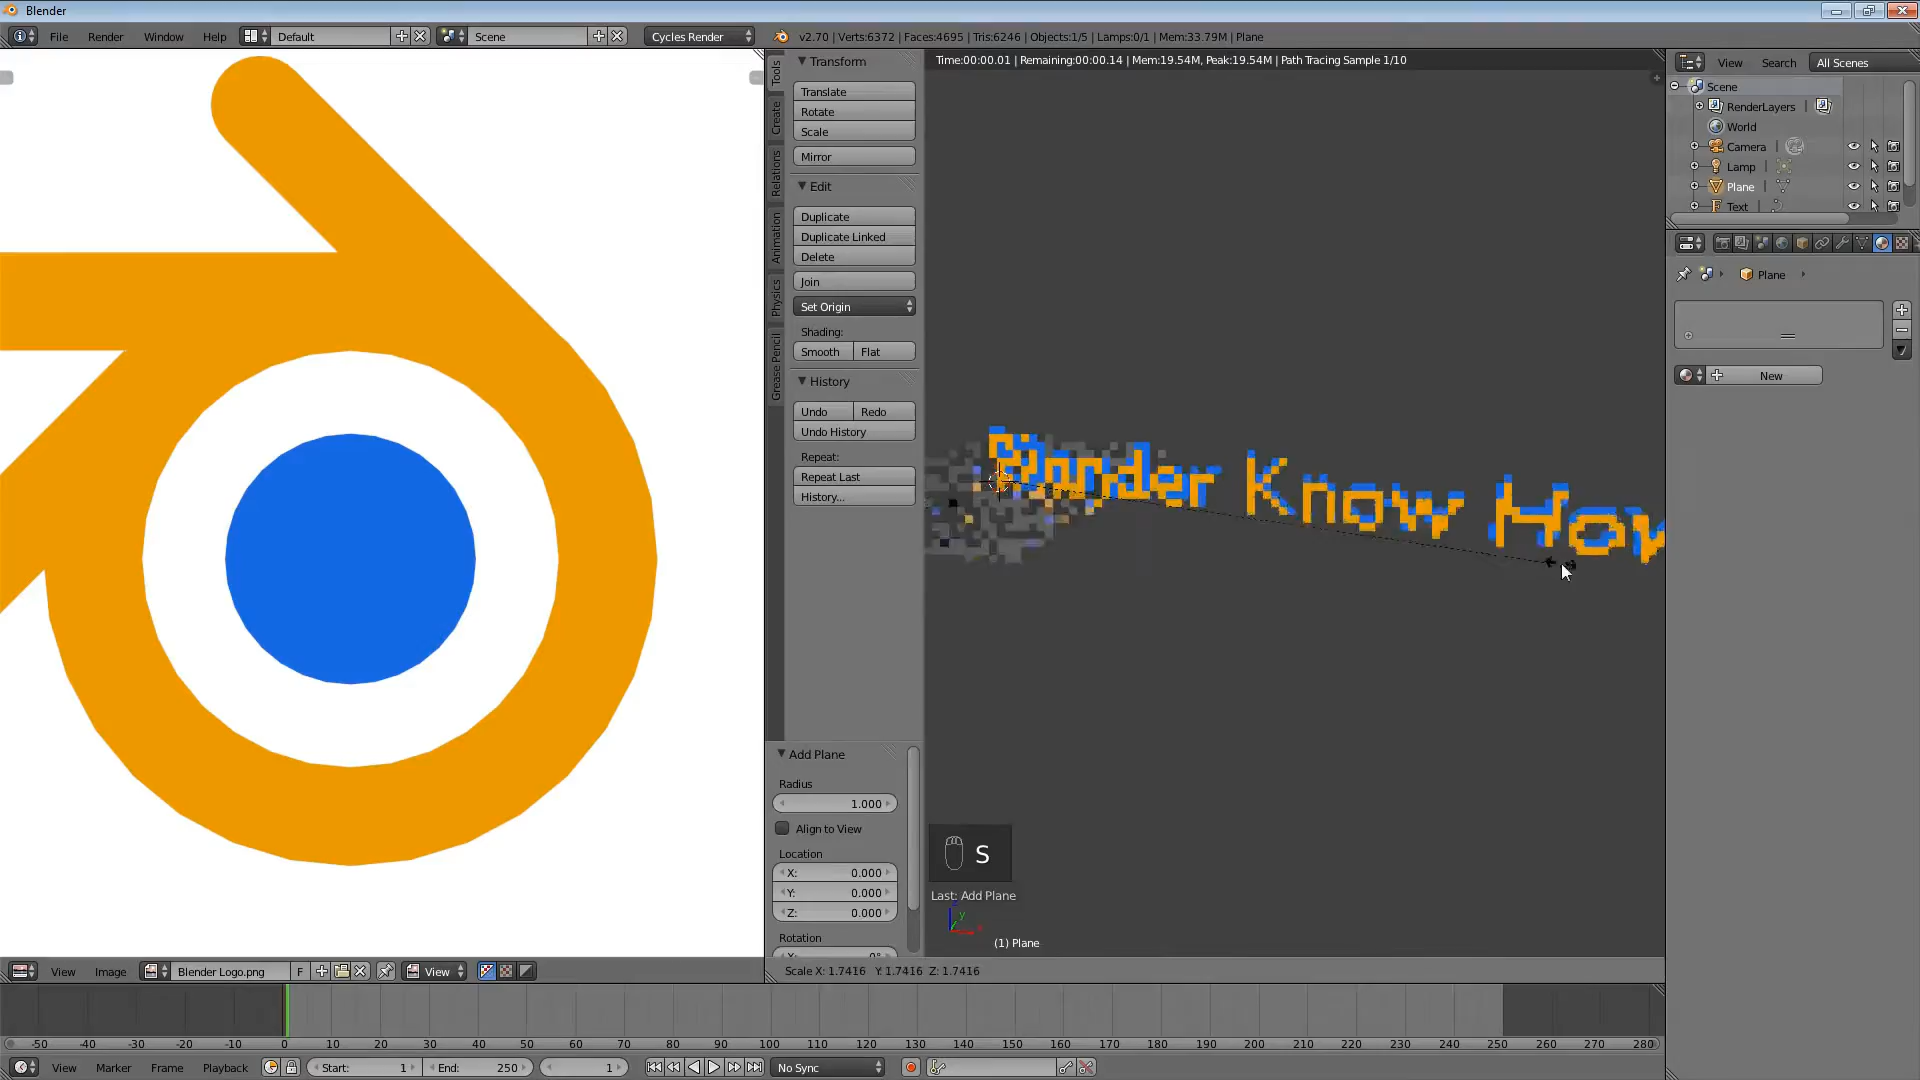 Blender
File Render Window Help Default Scene Cycles Render v2.70 | Verts:6372 | Faces:4695 | Tris:6246 | Objects:1/5 | Lamps:0/1 | Mem:33.79M | Plane
Time:00:00.01 | Remaining:00:00.14 | Mem:19.54M, Peak:19.54M | Path Tracing Sample 1/10
Tools
Create
Relations
Animation
Physics
Grease Pencil
Transform
Translate
Rotate
Scale
Mirror
Edit
Duplicate
Duplicate Linked
Delete
Join
Set Origin
Shading:
Smooth Flat
History
Undo Redo
Undo History
Repeat:
Repeat Last
History...
Add Plane
Radius
1.000
Align to View
Location
X: 0.000
Y: 0.000
Z: 0.000
Rotation
Know How
S
Last: Add Plane
y
(1) Plane
View Search All Scenes
Scene
RenderLayers
World
Camera
Lamp
Plane
Text
Plane
New
View Image Blender Logo.png F View
Scale X: 1.7416 Y: 1.7416 Z: 1.7416
-50 -40 -30 -20 -10 0 10 20 30 40 50 60 70 80 90 100 110 120 130 140 150 160 170 180 190 200 210 220 230 240 250 260 270 280
View Marker Frame Playback Start: 1 End: 250 1 No Sync